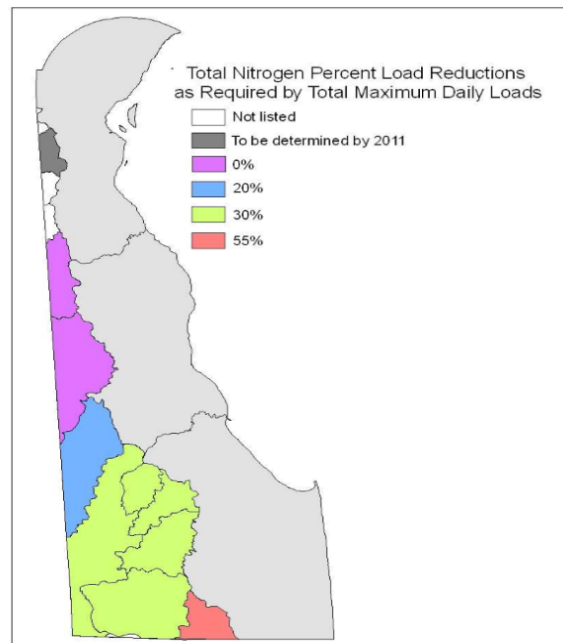 Total Nitrogen Percent Load Reductions
as Required by Total Maximum Daily Loads
Not listed
To be determined by 2011
0%
20%
30%
55%